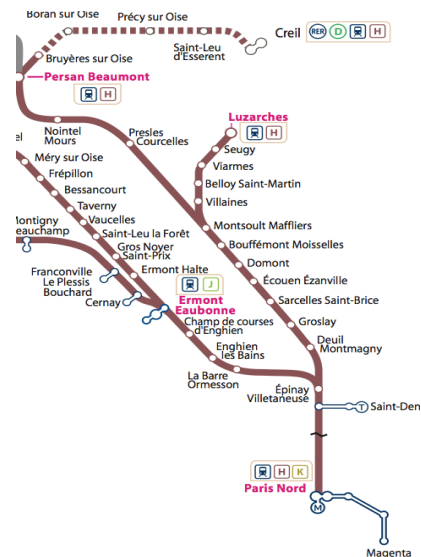 Boran sur Oise
Précy sur Oise
Saint-Leu
d'Esserent
Creil
RER D H
Bruyères sur Oise
Persan Beaumont
H
Nointel
Mours
Presles
Courcelles
Luzarches
H
Seugy
Viarmes
Belloy Saint-Martin
Villaines
Montsoult Maffliers
Bouffémont Moisselles
Domont
Écouen Ézanville
Sarcelles Saint-Brice
Groslay
Deuil
Montmagny
el
Méry sur Oise
Frépillon
Bessancourt
Taverny
Vaucelles
Saint-Leu la Forêt
Gros Noyer
Saint-Prix
Ermont Halte
ontigny
eauchamp
Franconville
Le Plessis
Bouchard
Cernay
J
Ermont
Eaubonne
Champ de courses
d'Enghien
Enghien
les Bains
La Barre
Ormesson
Épinay
Villetaneuse
T
Saint-Den
H K
Paris Nord
M
Magenta